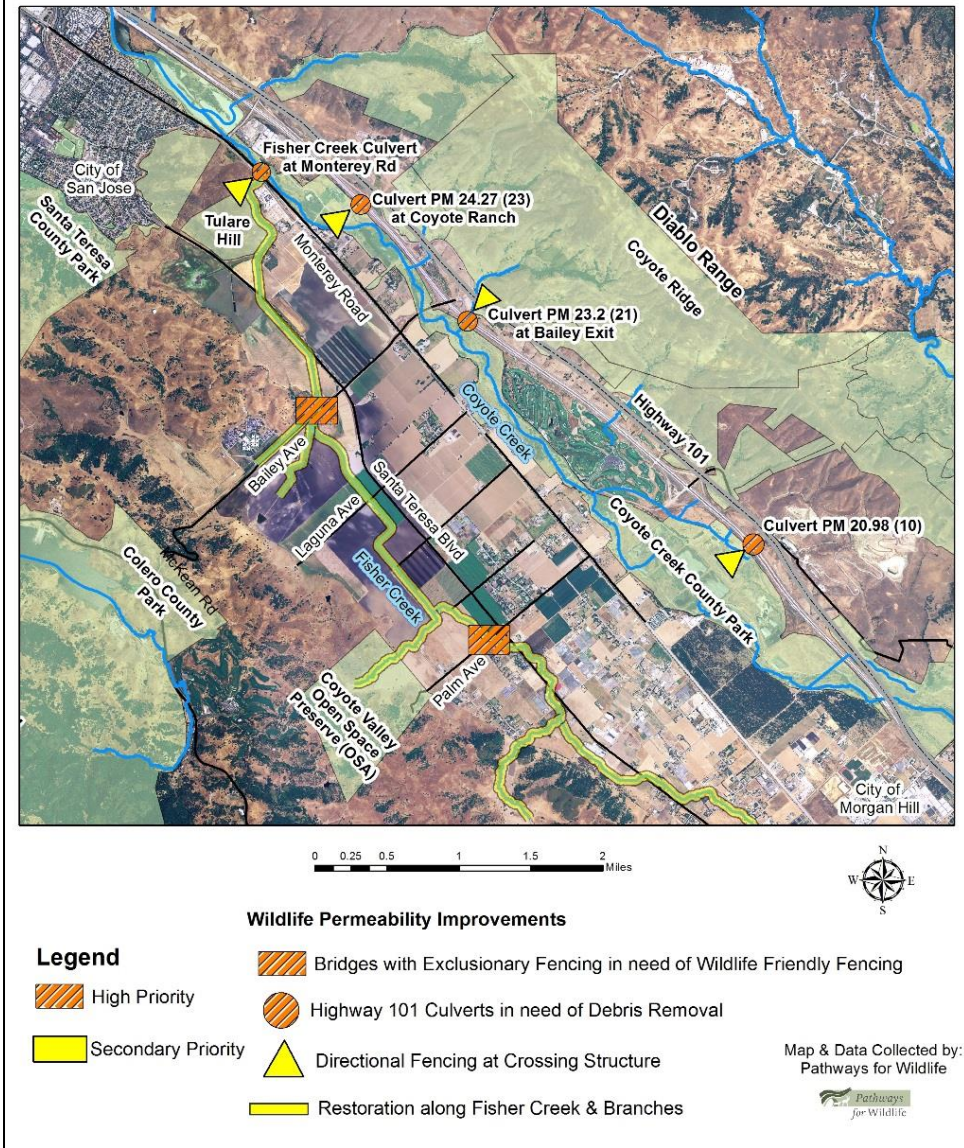 City of
San Jose
Santa Teresa
County Park
Fisher Creek Culvert
at Monterey Rd
Tulare
Hill
Culvert PM 24.27 (23)
at Coyote Ranch
Monterey Road
Diablo Range
Coyote Ridge
Culvert PM 23.2 (21)
at Bailey Exit
Coyote Creek
Highway 101
Bailey Ave
Laguna Ave
Santa Teresa Blvd
Fisher Creek
Colero County
Park
McKean Rd
Coyote Creek County Park
Culvert PM 20.98 (10)
Palm Ave
Coyote Valley
Open Space
Preserve (OSA)
City of
Morgan Hill
0 0.25 0.5 1 1.5 2
Miles
N
W E
S
Wildlife Permeability Improvements
Legend
High Priority
Secondary Priority
Bridges with Exclusionary Fencing in need of Wildlife Friendly Fencing
Highway 101 Culverts in need of Debris Removal
Directional Fencing at Crossing Structure
Restoration along Fisher Creek & Branches
Map & Data Collected by:
Pathways for Wildlife
Pathways
for Wildlife